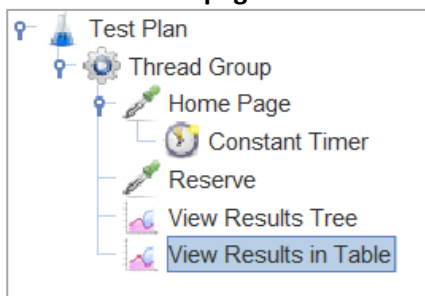 Test Plan
Thread Group
Home Page
Constant Timer
Reserve
View Results Tree
View Results in Table